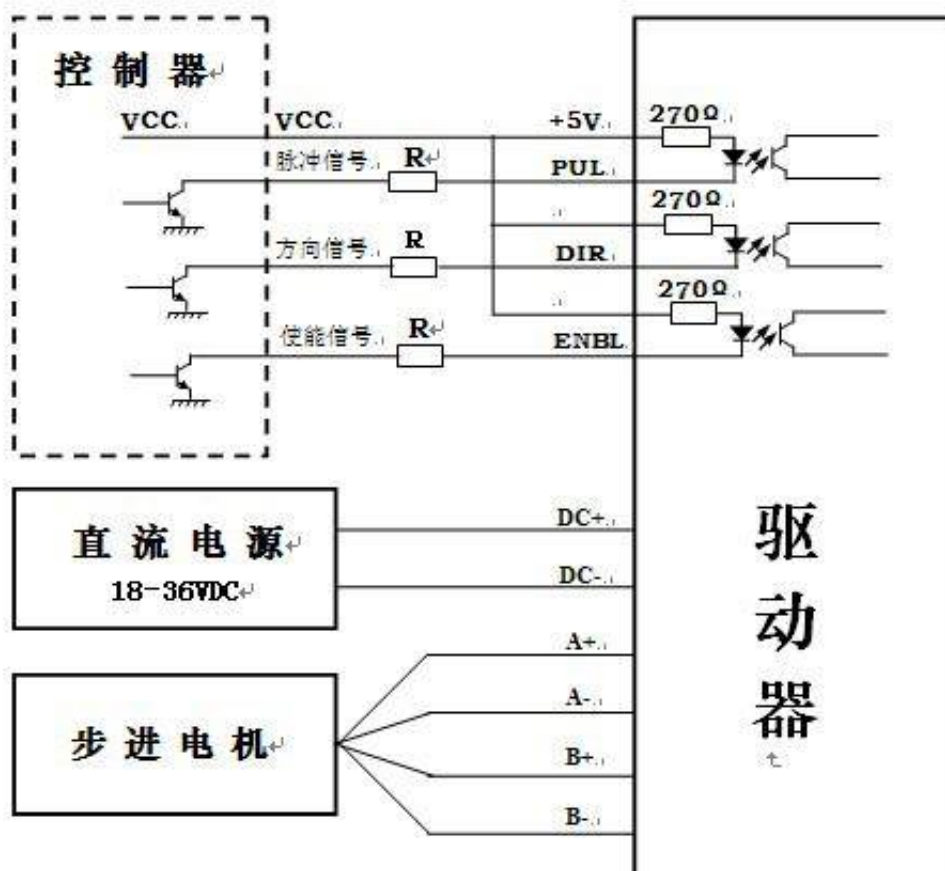 控制器
VCC VCC +5V 270Ω
脉冲信号 R PUL
270Ω
方向信号 R DIR
270Ω
使能信号 R ENBL
直流电源 DC+
18-36VDC DC-
驱动器
A+
A-
步进电机
B+
B-